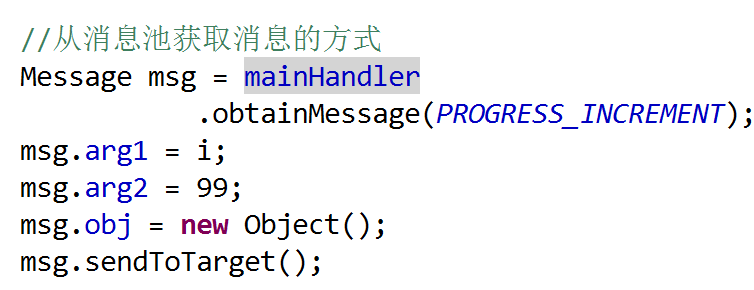 //从消息池获取消息的方式
Message msg = mainHandler
.obtainMessage(PROGRESS_INCREMENT);
msg.arg1 = i;
msg.arg2 = 99;
msg.obj = new Object();
msg.sendToTarget();